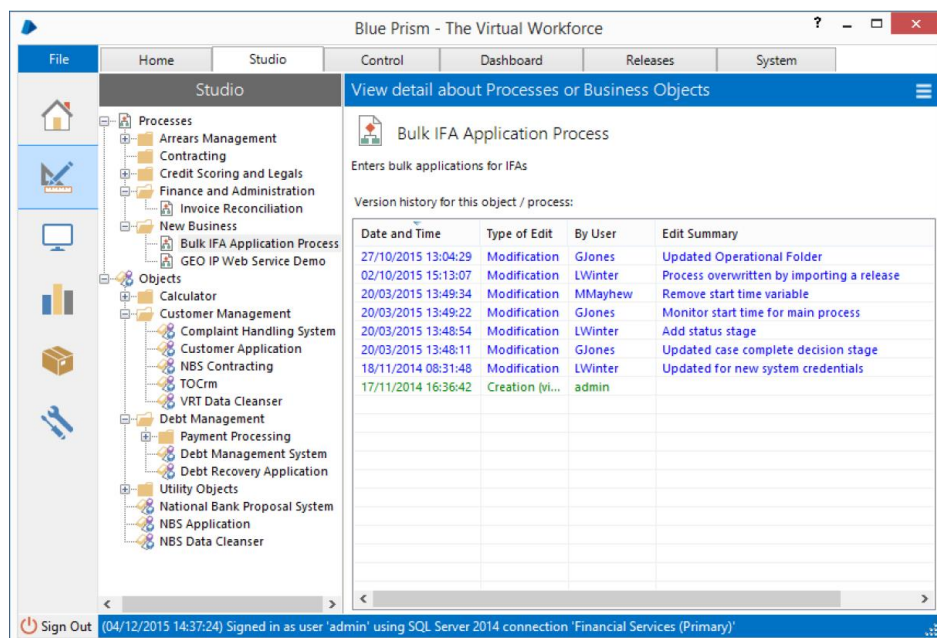 Blue Prism - The Virtual Workforce
?
File
Home
Studio
Control
Dashboard
Releases
System
Studio
View detail about Processes or Business Objects
Processes
Arrears Management
Contracting
Credit Scoring and Legals
Finance and Administration
Invoice Reconciliation
New Business
Bulk IFA Application Process
GEO IP Web Service Demo
Objects
Calculator
Customer Management
Complaint Handling System
Customer Application
NBS Contracting
TOCrm
VRT Data Cleanser
Debt Management
Payment Processing
Debt Management System
Debt Recovery Application
Utility Objects
National Bank Proposal System
NBS Application
NBS Data Cleanser
Bulk IFA Application Process
Enters bulk applications for IFAs
Version history for this object / process:
Date and Time Type of Edit By User Edit Summary
27/10/2015 13:04:29 Modification GJones Updated Operational Folder
02/10/2015 15:13:07 Modification LWinter Process overwritten by importing a release
20/03/2015 13:49:34 Modification MMayhew Remove start time variable
20/03/2015 13:49:22 Modification GJones Monitor start time for main process
20/03/2015 13:48:54 Modification LWinter Add status stage
20/03/2015 13:48:11 Modification GJones Updated case complete decision stage
18/11/2014 08:31:48 Modification LWinter Updated for new system credentials
17/11/2014 16:36:42 Creation (vi... admin
Sign Out (04/12/2015 14:37:24) Signed in as user 'admin' using SQL Server 2014 connection 'Financial Services (Primary)'